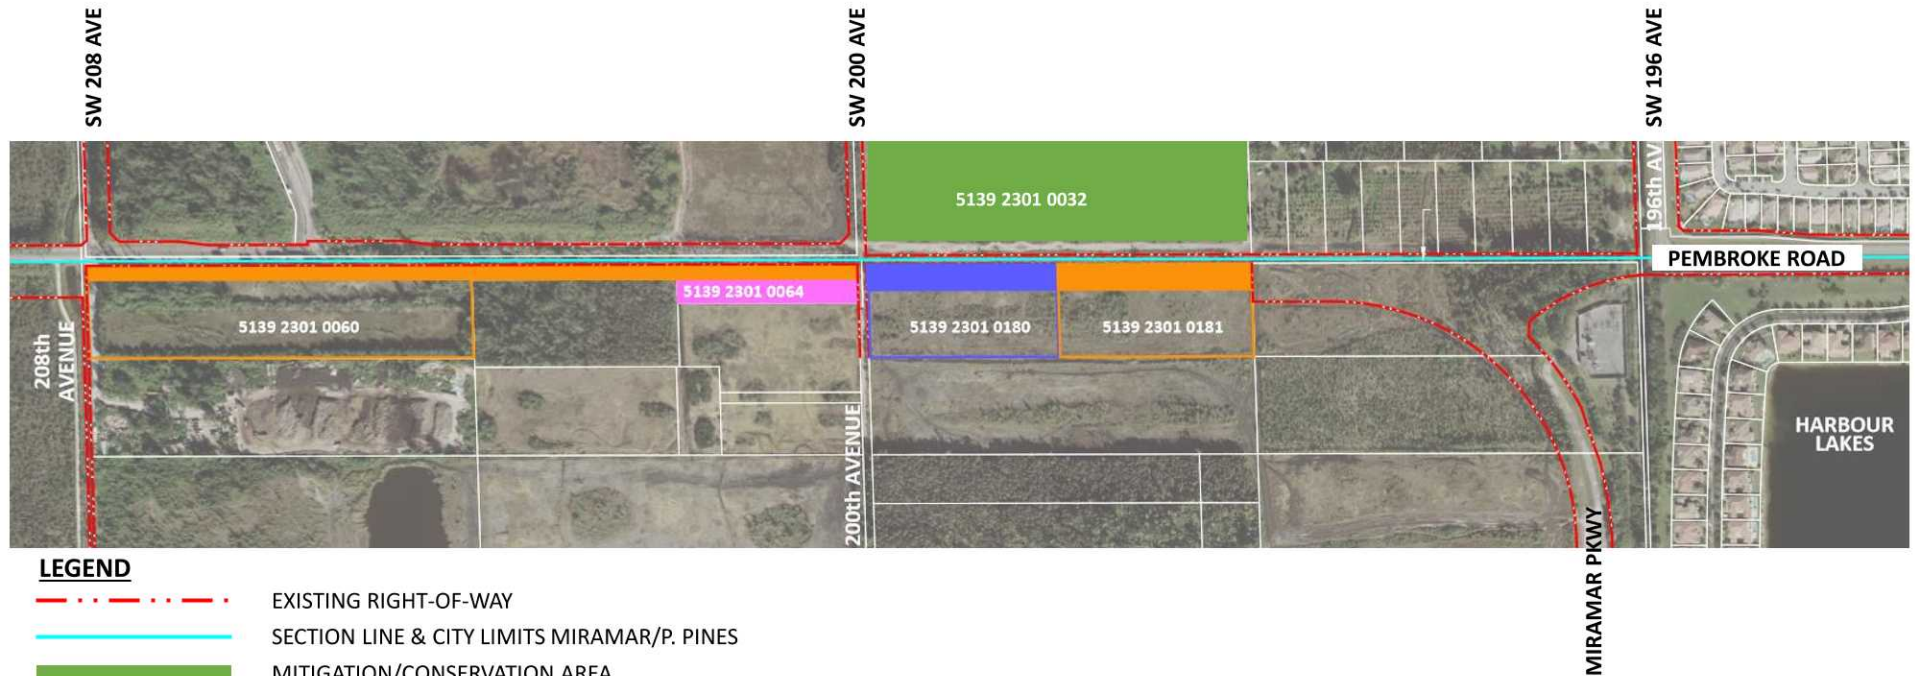 SW 208 AVE
SW 200 AVE
SW 196 AVE
5139 2301 0032
196th AV
PEMBROKE ROAD
5139 2301 0064
5139 2301 0060
5139 2301 0180
5139 2301 0181
208th
AVENUE
200th AVENUE
HARBOUR
LAKES
MIRAMAR PKWY
LEGEND
EXISTING RIGHT-OF-WAY
SECTION LINE & CITY LIMITS MIRAMAR/P. PINES
MITIGATION/CONSERVATION AREA